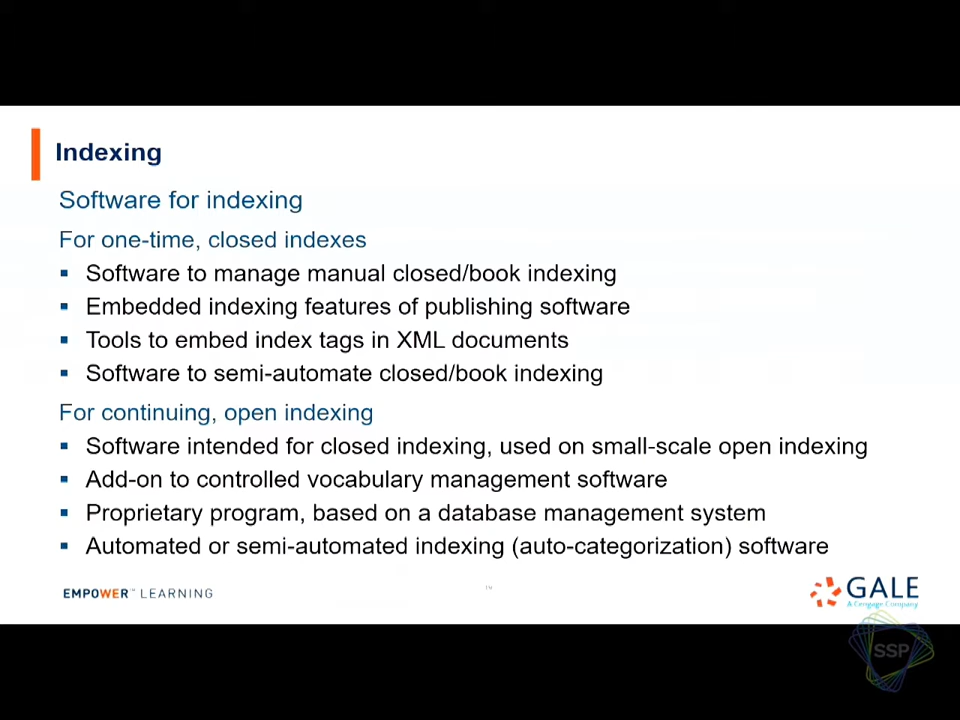 Indexing
Software for indexing
For one-time, closed indexes
▪ Software to manage manual closed/book indexing
▪ Embedded indexing features of publishing software
▪ Tools to embed index tags in XML documents
▪ Software to semi-automate closed/book indexing
For continuing, open indexing
▪ Software intended for closed indexing, used on small-scale open indexing
▪ Add-on to controlled vocabulary management software
▪ Proprietary program, based on a database management system
▪ Automated or semi-automated indexing (auto-categorization) software
EMPOWER™ LEARNING
GALE
A Cengage Company
SSP